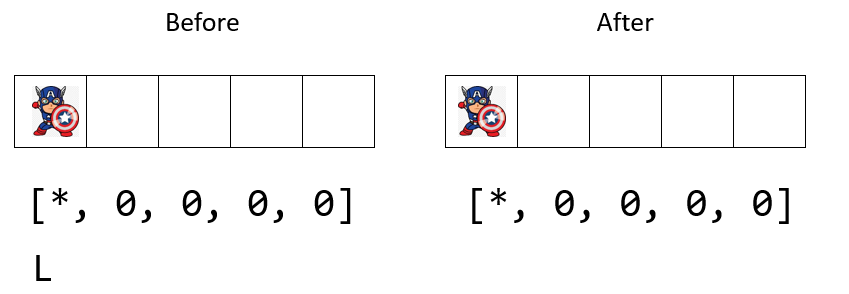 Before After
[*, 0, 0, 0, 0] [*, 0, 0, 0, 0]
L